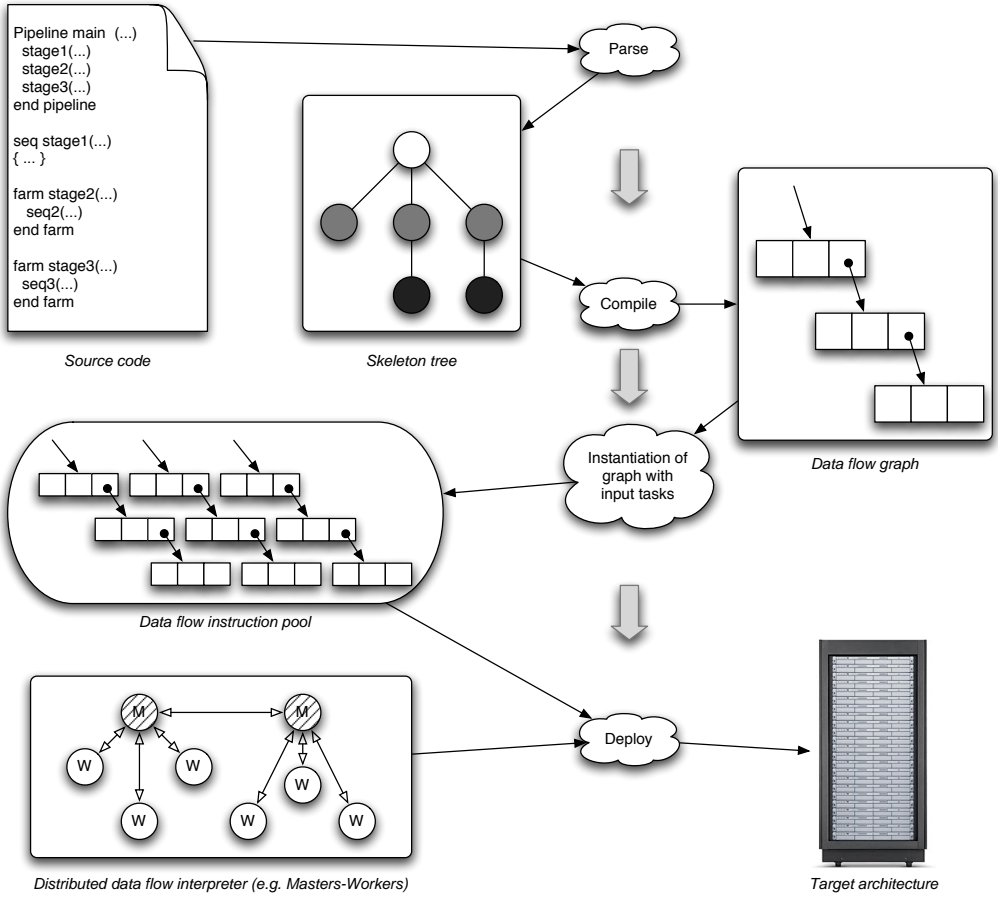 Pipeline main (...)
stage1(...)
stage2(...)
stage3(...)
end pipeline
seq stage1(...)
{ ... }
farm stage2(...)
seq2(...)
end farm
farm stage3(...)
seq3(...)
end farm
Source code
Parse
Skeleton tree
Compile
Data flow graph
Instantiation of
graph with
input tasks
Data flow instruction pool
M
M
W
W
W
W
W
W
Distributed data flow interpreter (e.g. Masters-Workers)
Deploy
Target architecture